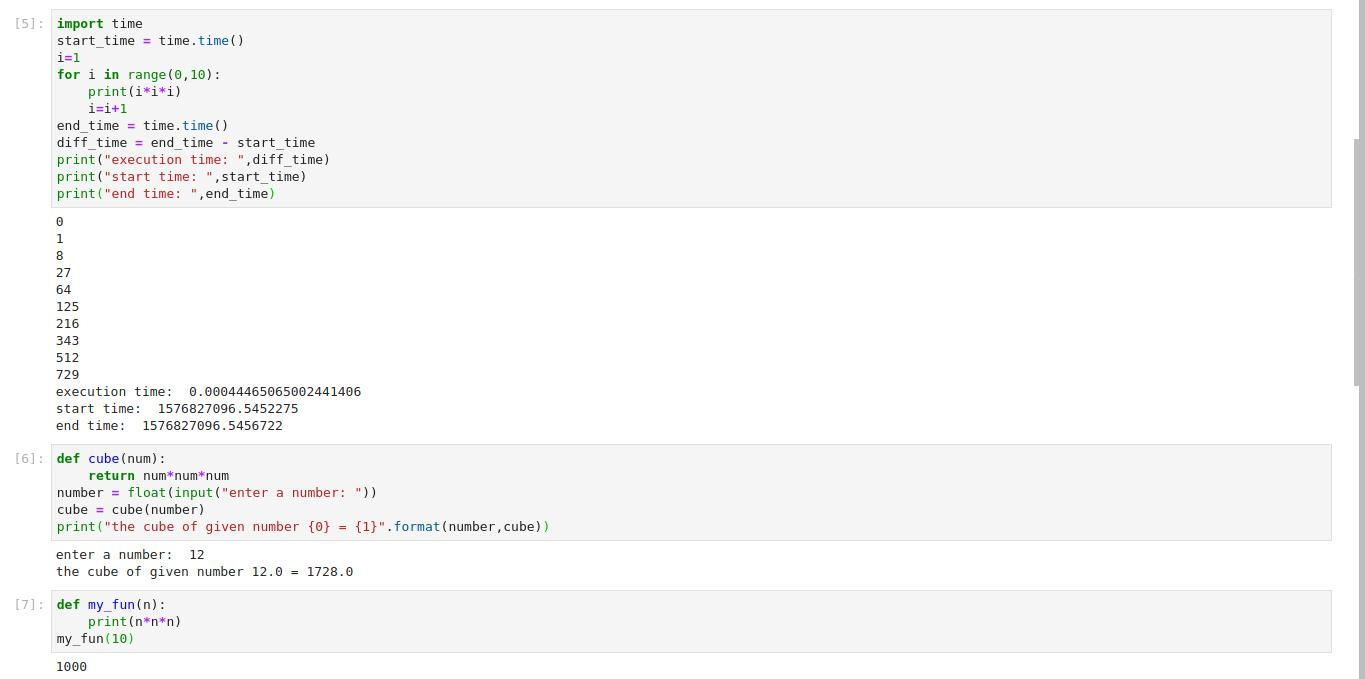 [5]: import time
start_time = time.time()
i=1
for i in range(0,10):
    print(i*i*i)
    i=i+1
end_time = time.time()
diff_time = end_time - start_time
print("execution time: ",diff_time)
print("start time: ",start_time)
print("end time: ",end_time)
0
1
8
27
64
125
216
343
512
729
execution time:  0.00044465065002441406
start time:  1576827096.5452275
end time:  1576827096.5456722
[6]: def cube(num):
    return num*num*num
number = float(input("enter a number: "))
cube = cube(number)
print("the cube of given number {0} = {1}".format(number,cube))
enter a number:  12
the cube of given number 12.0 = 1728.0
[7]: def my_fun(n):
    print(n*n*n)
my_fun(10)
1000